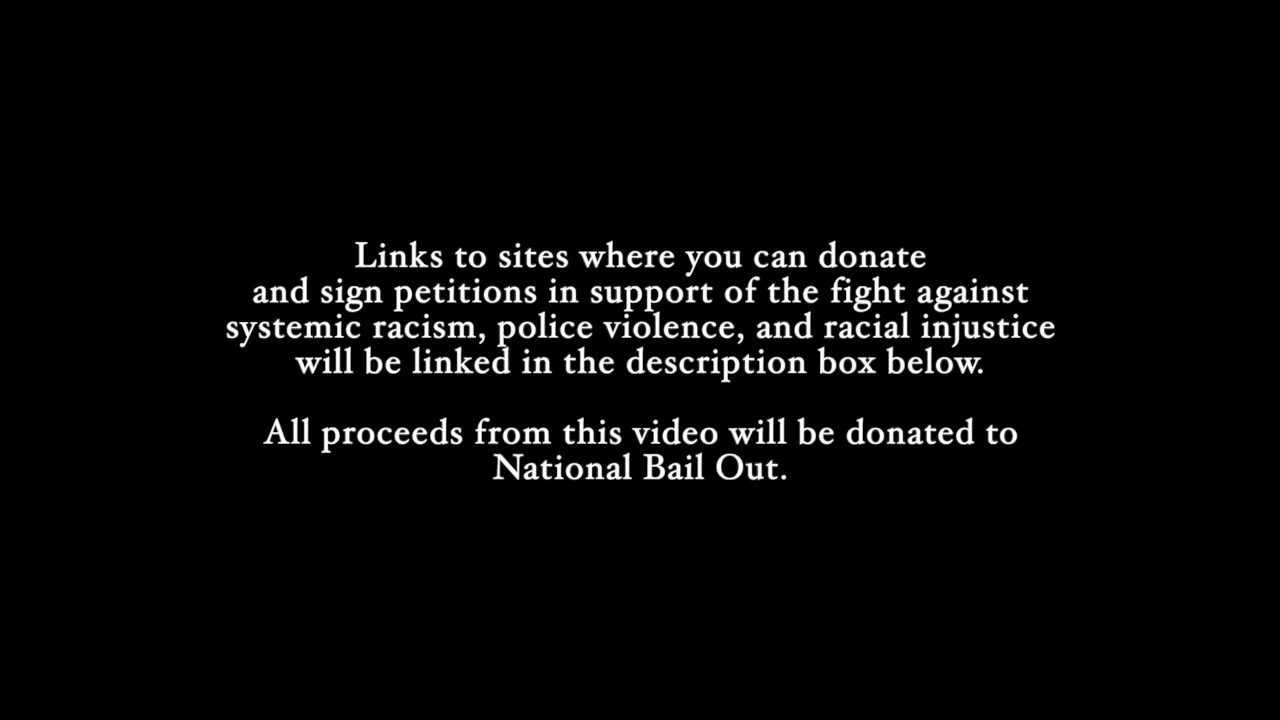 Links to sites where you can donate
and sign petitions in support of the fight against
systemic racism, police violence, and racial injustice
will be linked in the description box below.
All proceeds from this video will be donated to
National Bail Out.